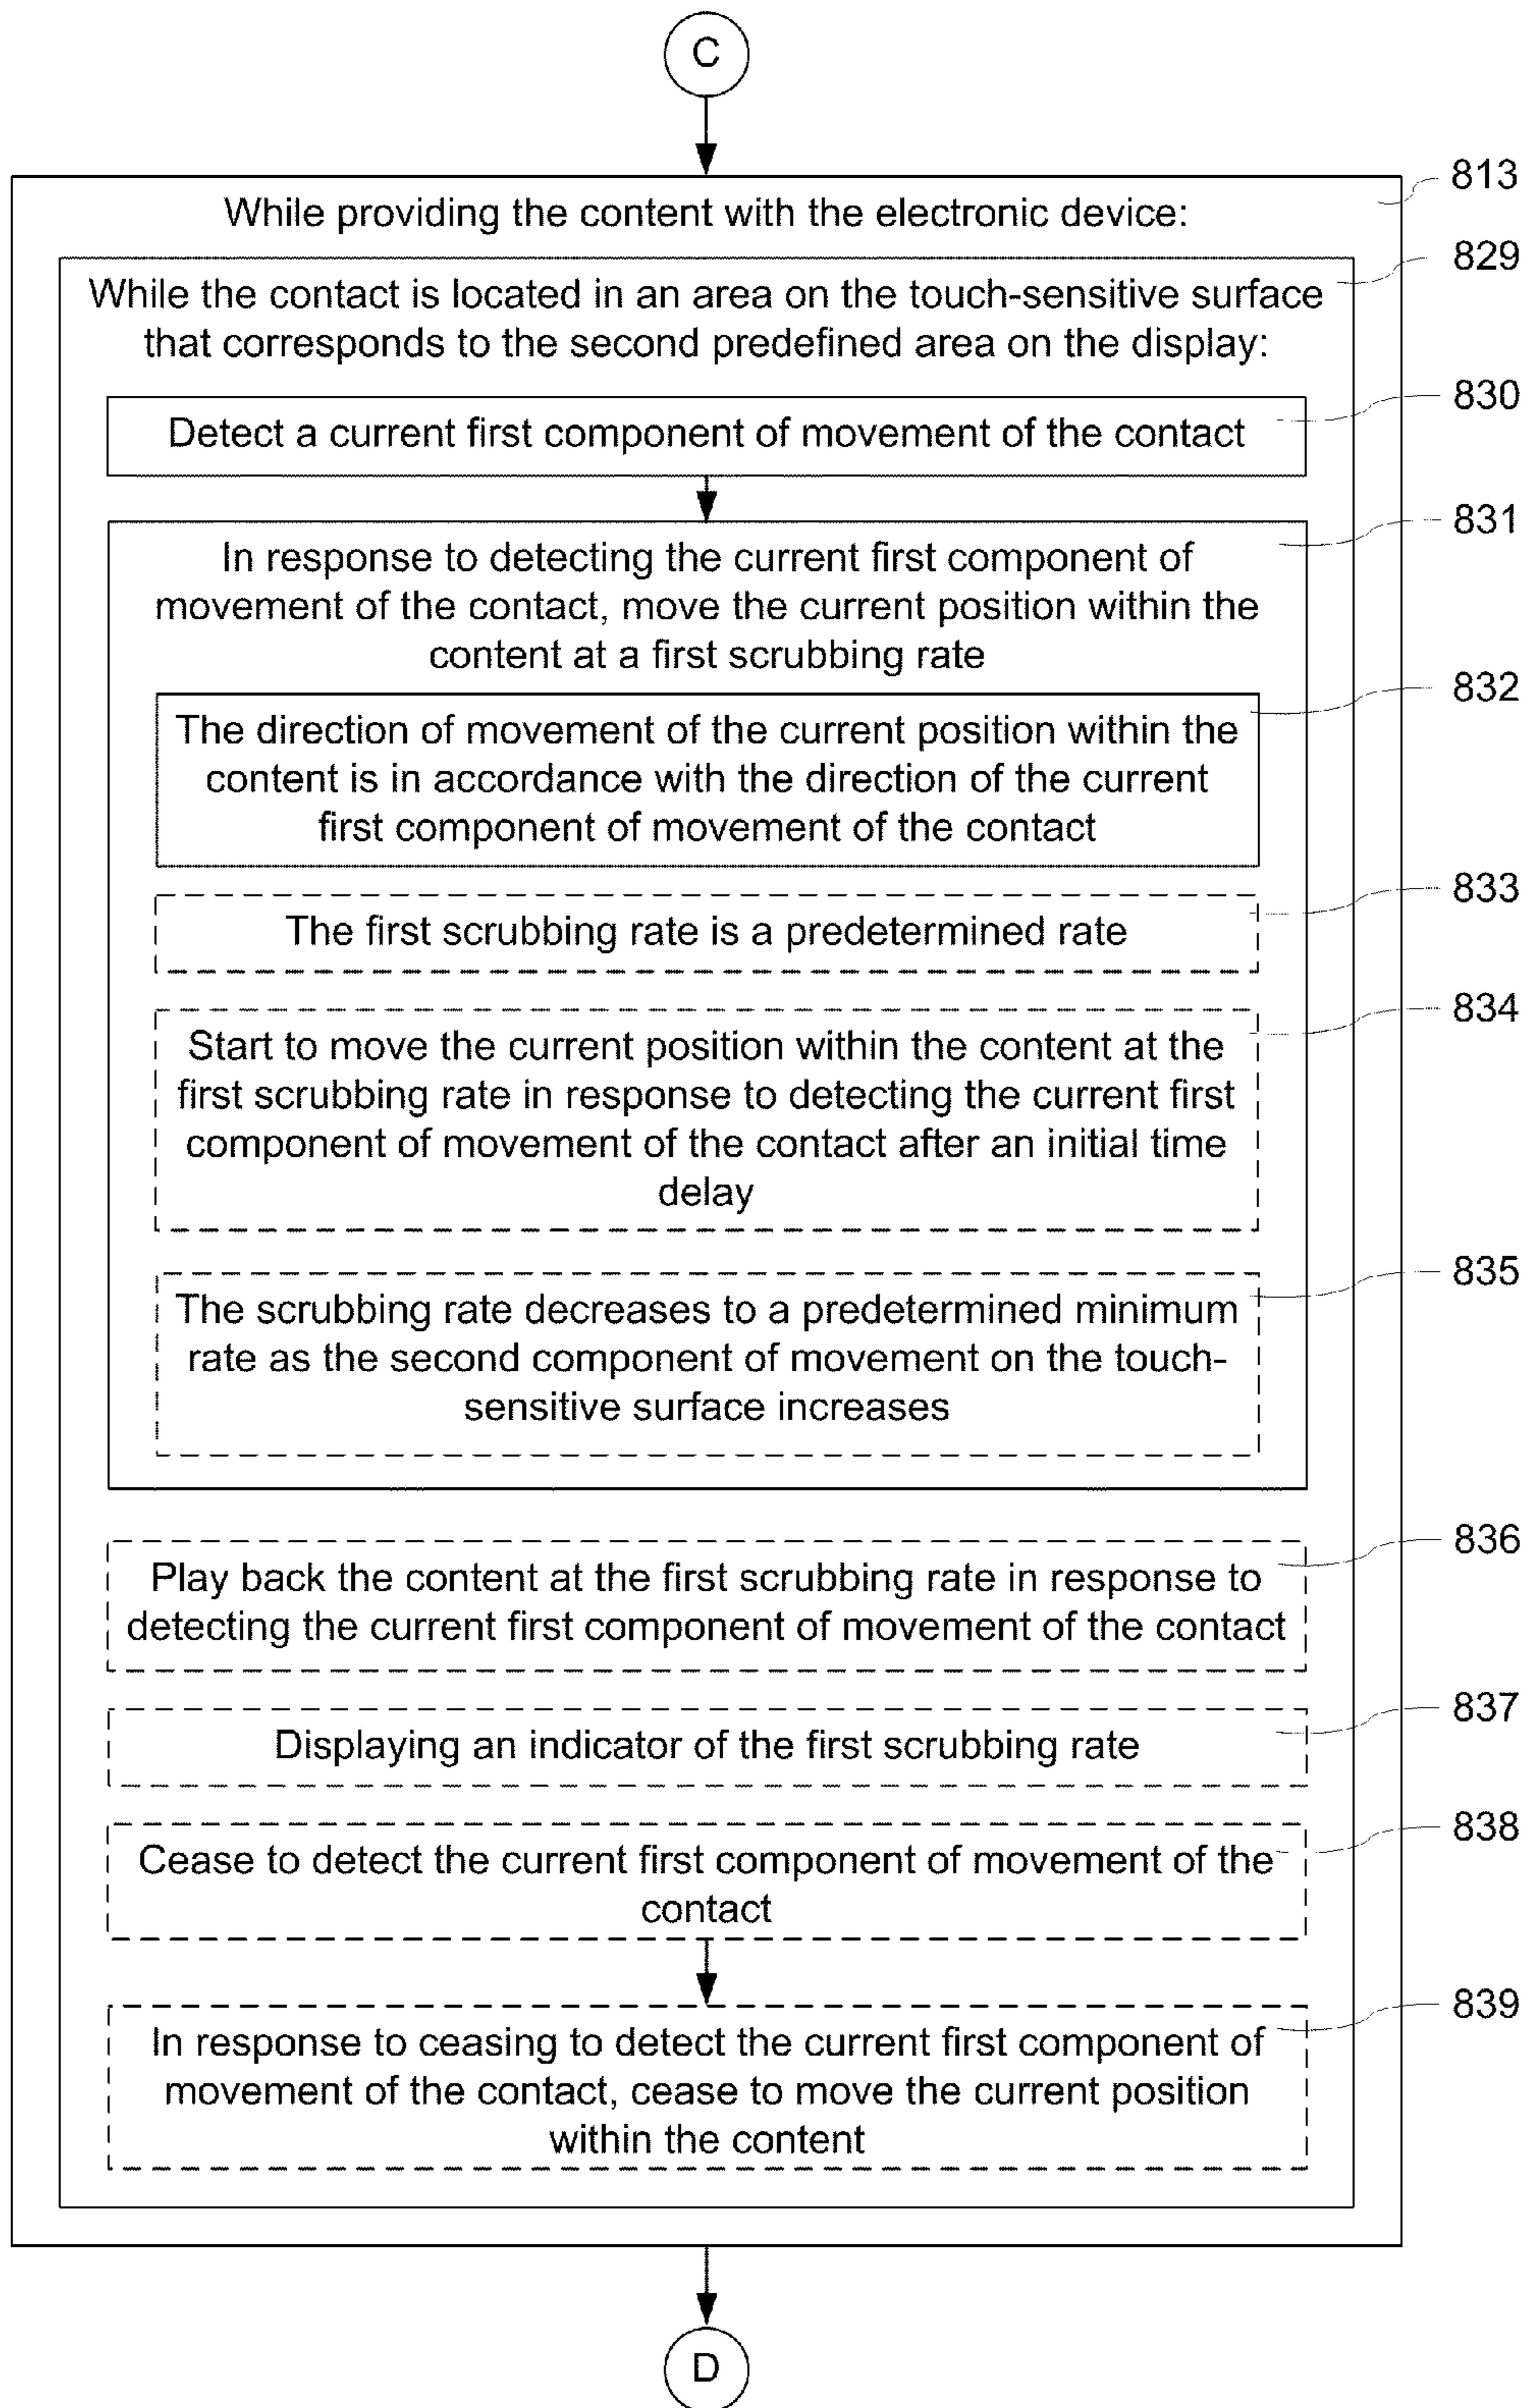 C
813
While providing the content with the electronic device:
829
While the contact is located in an area on the touch-sensitive surface
that corresponds to the second predefined area on the display:
830
Detect a current first component of movement of the contact
831
In response to detecting the current first component of
movement of the contact, move the current position within the
content at a first scrubbing rate
832
The direction of movement of the current position within the
content is in accordance with the direction of the current
first component of movement of the contact
833
The first scrubbing rate is a predetermined rate
834
Start to move the current position within the content at the
first scrubbing rate in response to detecting the current first
component of movement of the contact after an initial time
delay
835
The scrubbing rate decreases to a predetermined minimum
rate as the second component of movement on the touch-
sensitive surface increases
836
Play back the content at the first scrubbing rate in response to
detecting the current first component of movement of the contact
837
Displaying an indicator of the first scrubbing rate
838
Cease to detect the current first component of movement of the
contact
839
In response to ceasing to detect the current first component of
movement of the contact, cease to move the current position
within the content
D